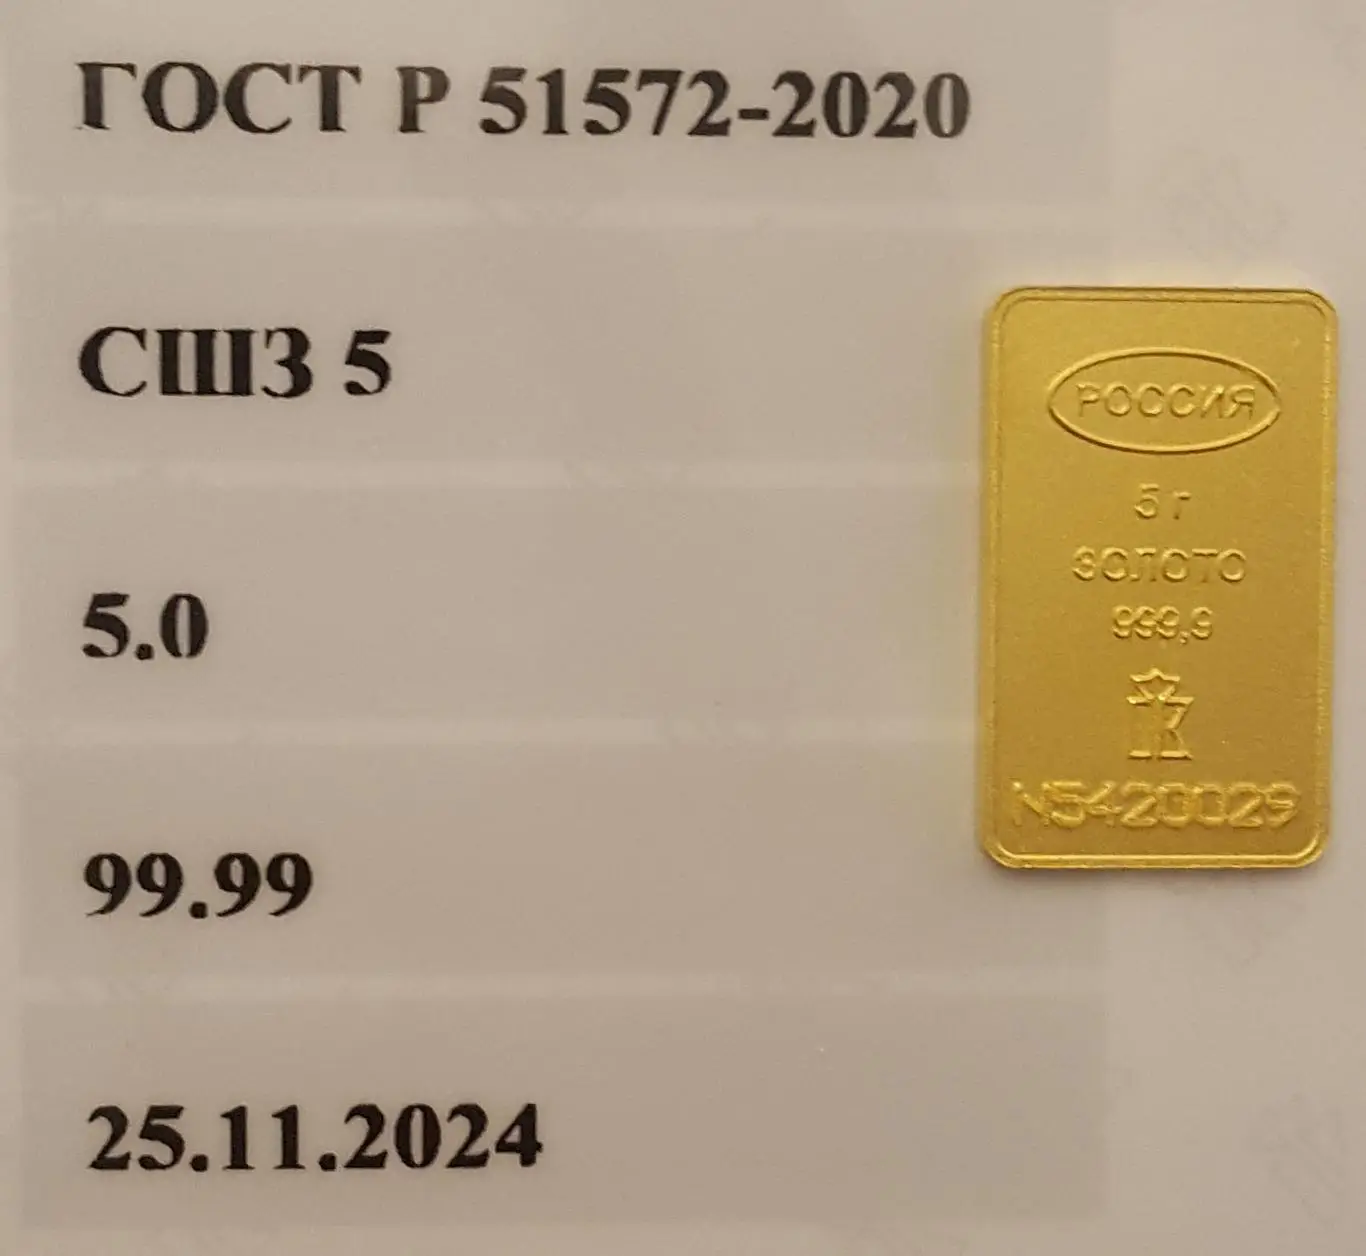 ГОСТ Р 51572-2020
СШЗ 5
5.0
99.99
25.11.2024
РОССИЯ
5 г
ЗОЛОТО
999,9
N5420029